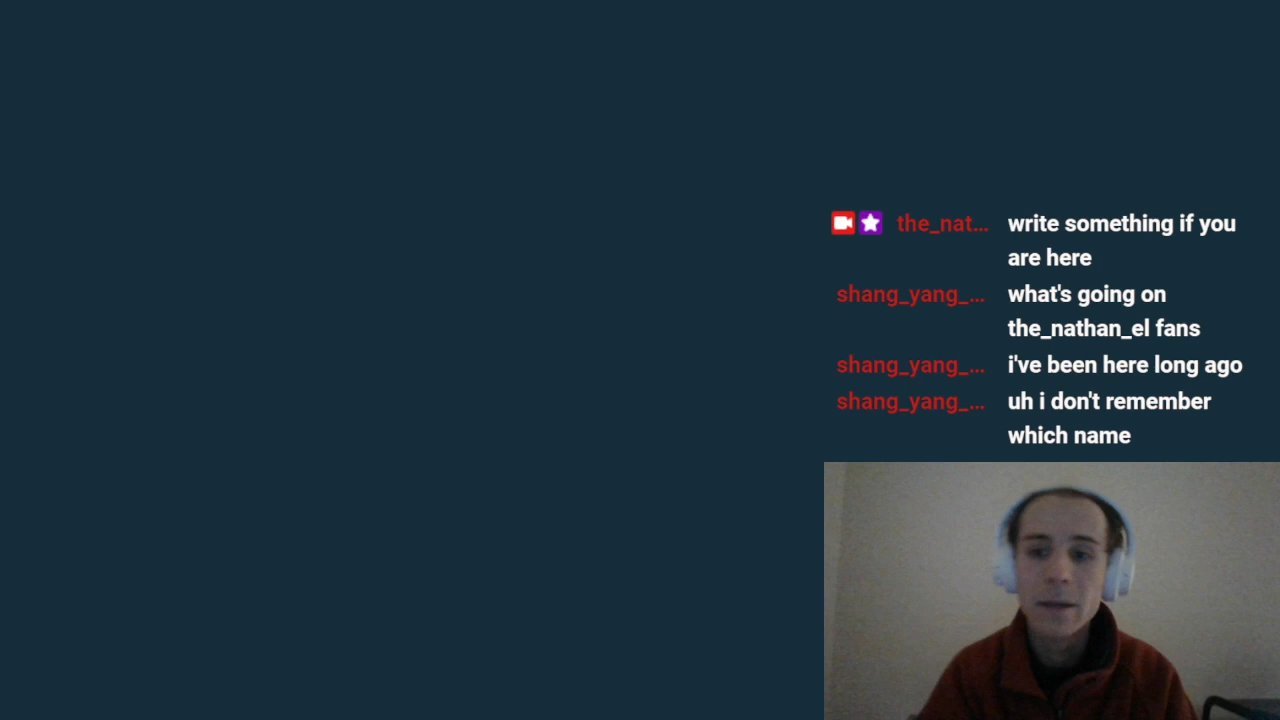 the_nat... write something if you
are here
shang_yang_... what's going on
the_nathan_el fans
shang_yang_... i've been here long ago
shang_yang_... uh i don't remember
which name